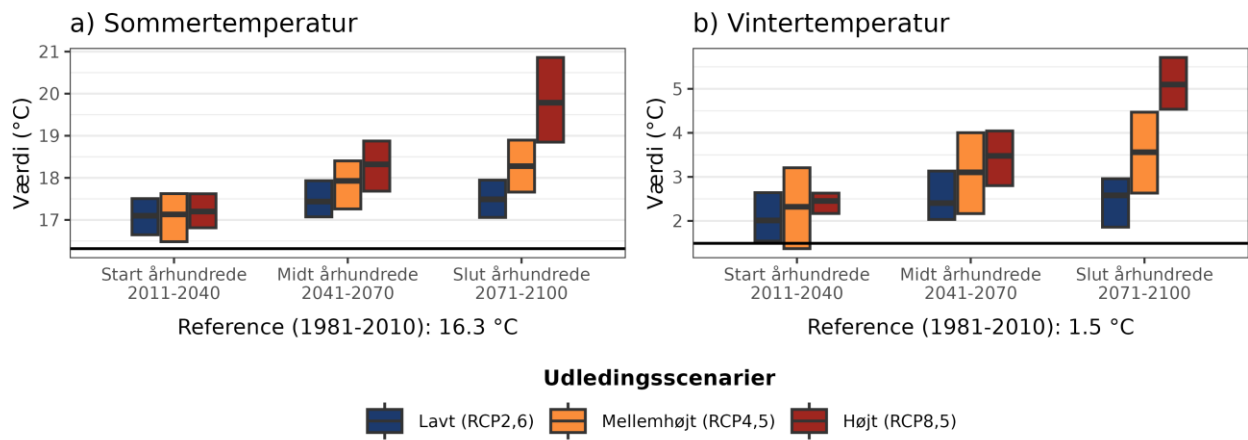 a) Sommertemperatur
Værdi (°C)
21
20
19
18
17
Start århundrede
2011-2040
Midt århundrede
2041-2070
Slut århundrede
2071-2100
Reference (1981-2010): 16.3 °C
b) Vintertemperatur
Værdi (°C)
5
4
3
2
Start århundrede
2011-2040
Midt århundrede
2041-2070
Slut århundrede
2071-2100
Reference (1981-2010): 1.5 °C
Udledingsscenarier
Lavt (RCP2,6)
Mellemhøjt (RCP4,5)
Højt (RCP8,5)